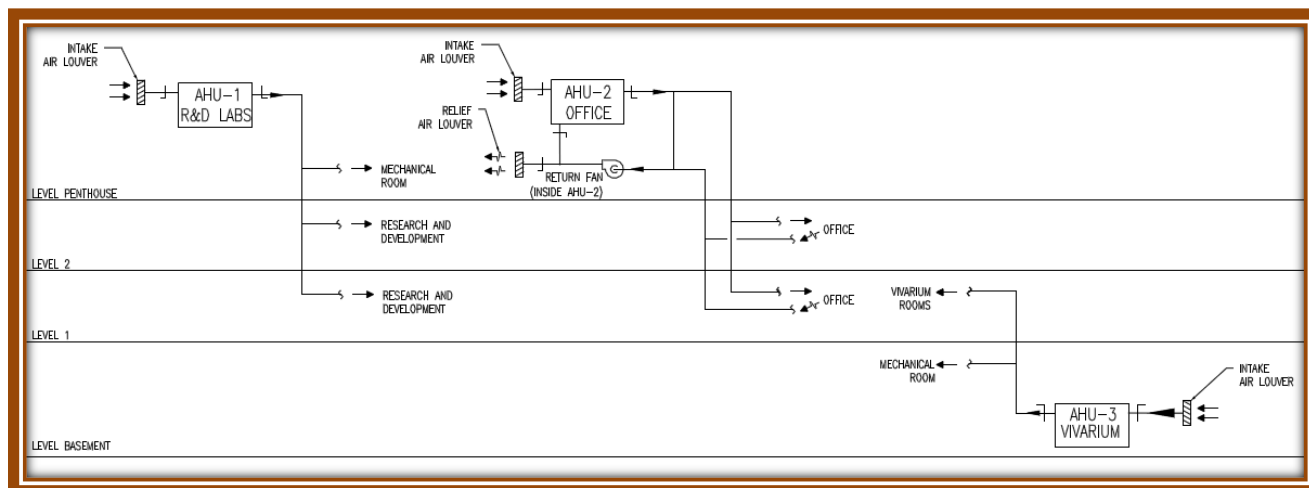 INTAKE
AIR LOUVER
AHU-1
R&D LABS
MECHANICAL
ROOM
INTAKE
AIR LOUVER
AHU-2
OFFICE
RELIEF
AIR LOUVER
RETURN FAN
(INSIDE AHU-2)
LEVEL PENTHOUSE
RESEARCH AND
DEVELOPMENT
OFFICE
LEVEL 2
RESEARCH AND
DEVELOPMENT
OFFICE
VIVARIUM
ROOMS
LEVEL 1
MECHANICAL
ROOM
INTAKE
AIR LOUVER
AHU-3
VIVARIUM
LEVEL BASEMENT